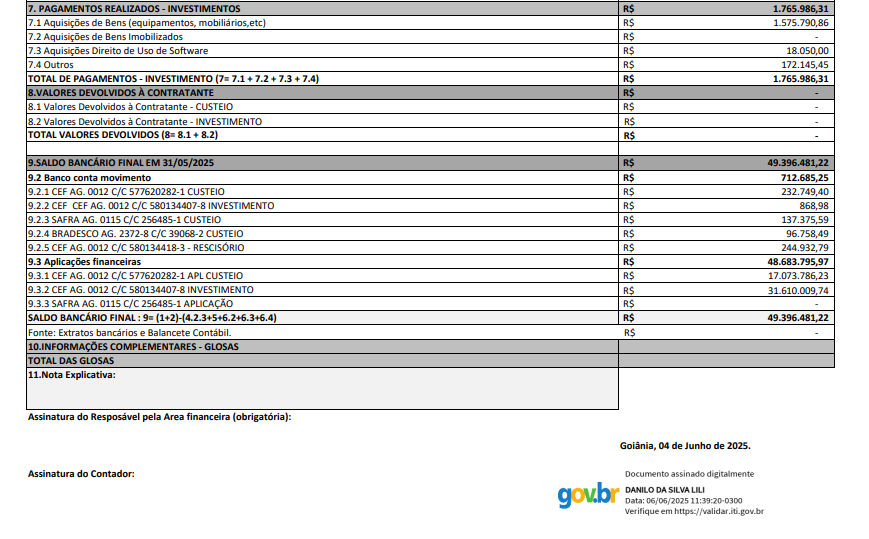 7. PAGAMENTOS REALIZADOS - INVESTIMENTOS R$ 1.765.986,31
7.1 Aquisições de Bens (equipamentos, mobiliários,etc) R$ 1.575.790,86
7.2 Aquisições de Bens Imobilizados R$ -
7.3 Aquisições Direito de Uso de Software R$ 18.050,00
7.4 Outros R$ 172.145,45
TOTAL DE PAGAMENTOS - INVESTIMENTO (7= 7.1 + 7.2 + 7.3 + 7.4) R$ 1.765.986,31
8.VALORES DEVOLVIDOS À CONTRATANTE R$ -
8.1 Valores Devolvidos à Contratante - CUSTEIO R$ -
8.2 Valores Devolvidos à Contratante - INVESTIMENTO R$ -
TOTAL VALORES DEVOLVIDOS (8= 8.1 + 8.2) R$ -
9.SALDO BANCÁRIO FINAL EM 31/05/2025 R$ 49.396.481,22
9.2 Banco conta movimento R$ 712.685,25
9.2.1 CEF AG. 0012 C/C 577620282-1 CUSTEIO R$ 232.749,40
9.2.2 CEF CEF AG. 0012 C/C 580134407-8 INVESTIMENTO R$ 868,98
9.2.3 SAFRA AG. 0115 C/C 256485-1 CUSTEIO R$ 137.375,59
9.2.4 BRADESCO AG. 2372-8 C/C 39068-2 CUSTEIO R$ 96.758,49
9.2.5 CEF AG. 0012 C/C 580134418-3 - RESCISÓRIO R$ 244.932,79
9.3 Aplicações financeiras R$ 48.683.795,97
9.3.1 CEF AG. 0012 C/C 577620282-1 APL CUSTEIO R$ 17.073.786,23
9.3.2 CEF AG. 0012 C/C 580134407-8 INVESTIMENTO R$ 31.610.009,74
9.3.3 SAFRA AG. 0115 C/C 256485-1 APLICAÇÃO R$ -
SALDO BANCÁRIO FINAL : 9= (1+2)-(4.2.3+5+6.2+6.3+6.4) R$ 49.396.481,22
Fonte: Extratos bancários e Balancete Contábil. R$ -
10.INFORMAÇÕES COMPLEMENTARES - GLOSAS
TOTAL DAS GLOSAS
11.Nota Explicativa:
Assinatura do Resposável pela Area financeira (obrigatória):
Goiânia, 04 de Junho de 2025.
Assinatura do Contador:
gov.br
Documento assinado digitalmente
DANILO DA SILVA LILI
Data: 06/06/2025 11:39:20-0300
Verifique em https://validar.iti.gov.br